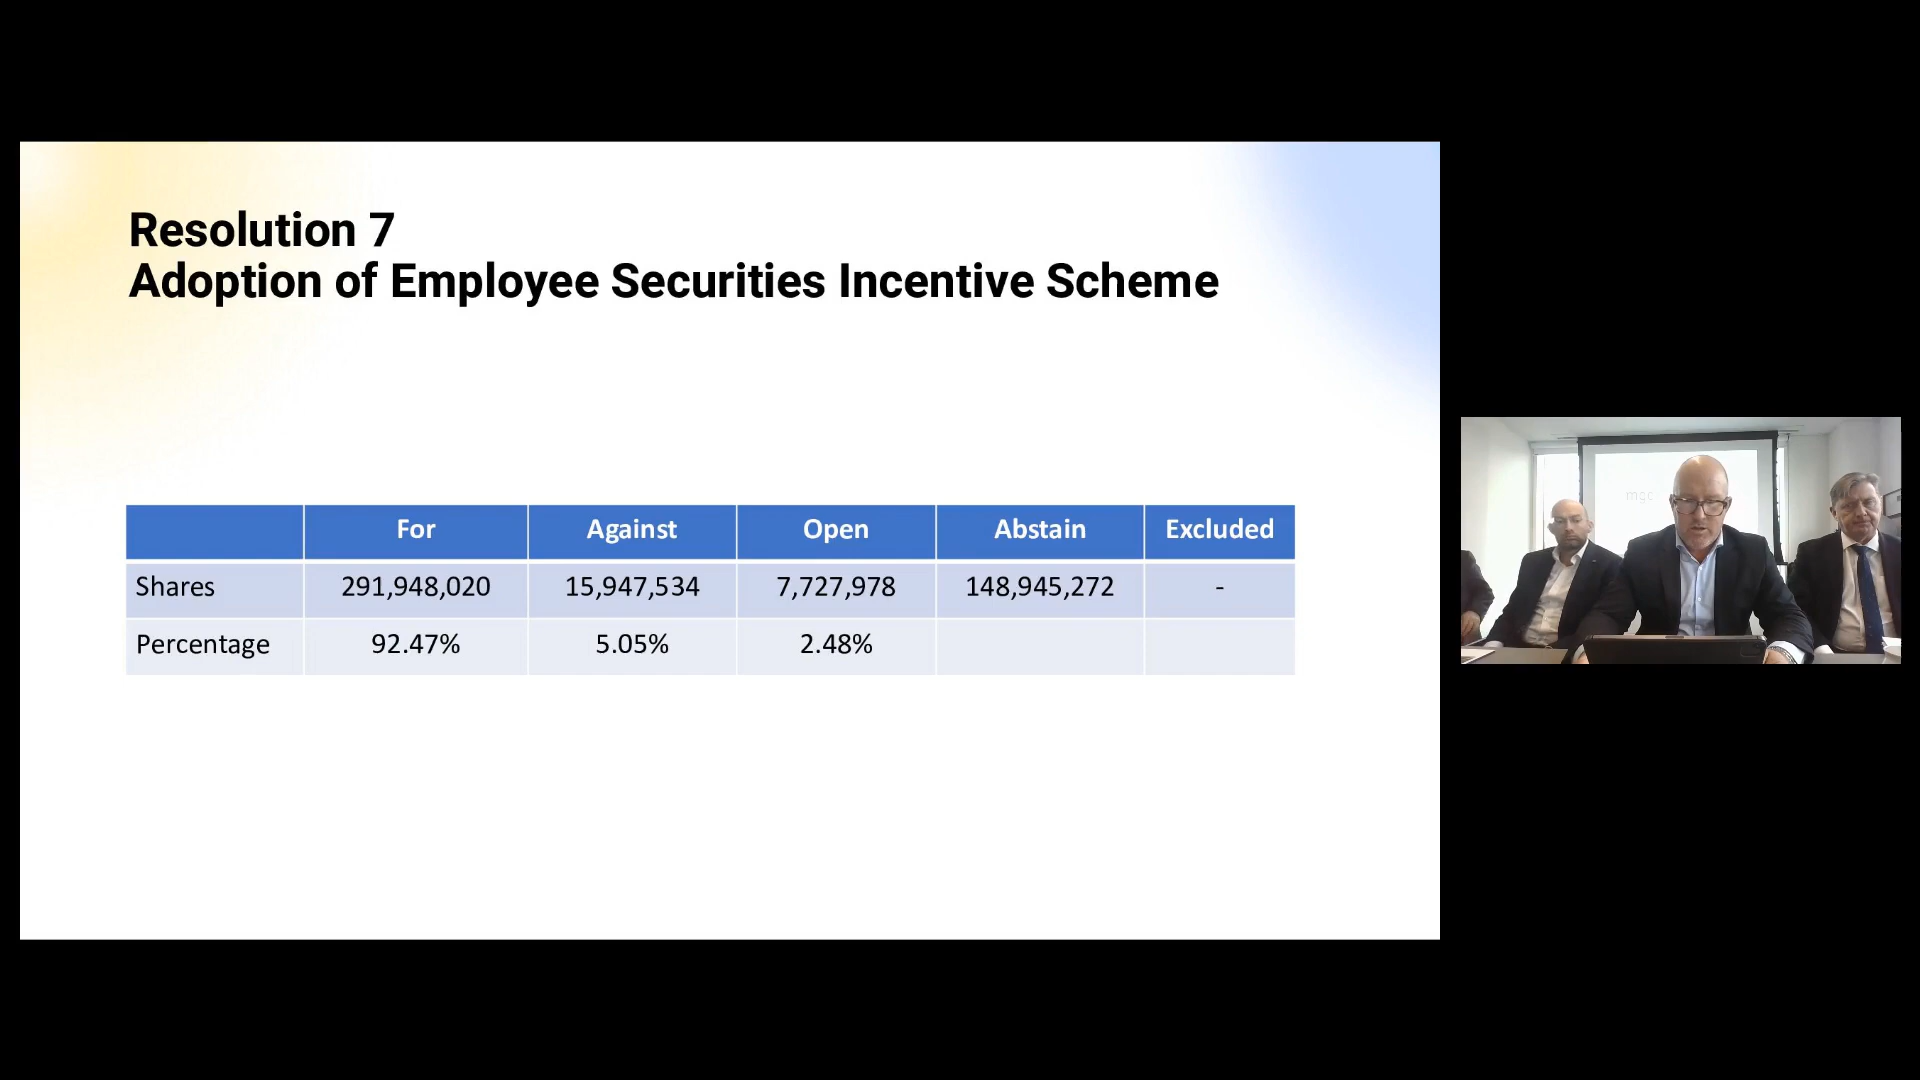 Resolution 7
Adoption of Employee Securities Incentive Scheme
For Against Open Abstain Excluded
Shares 291,948,020 15,947,534 7,727,978 148,945,272 -
Percentage 92.47% 5.05% 2.48%